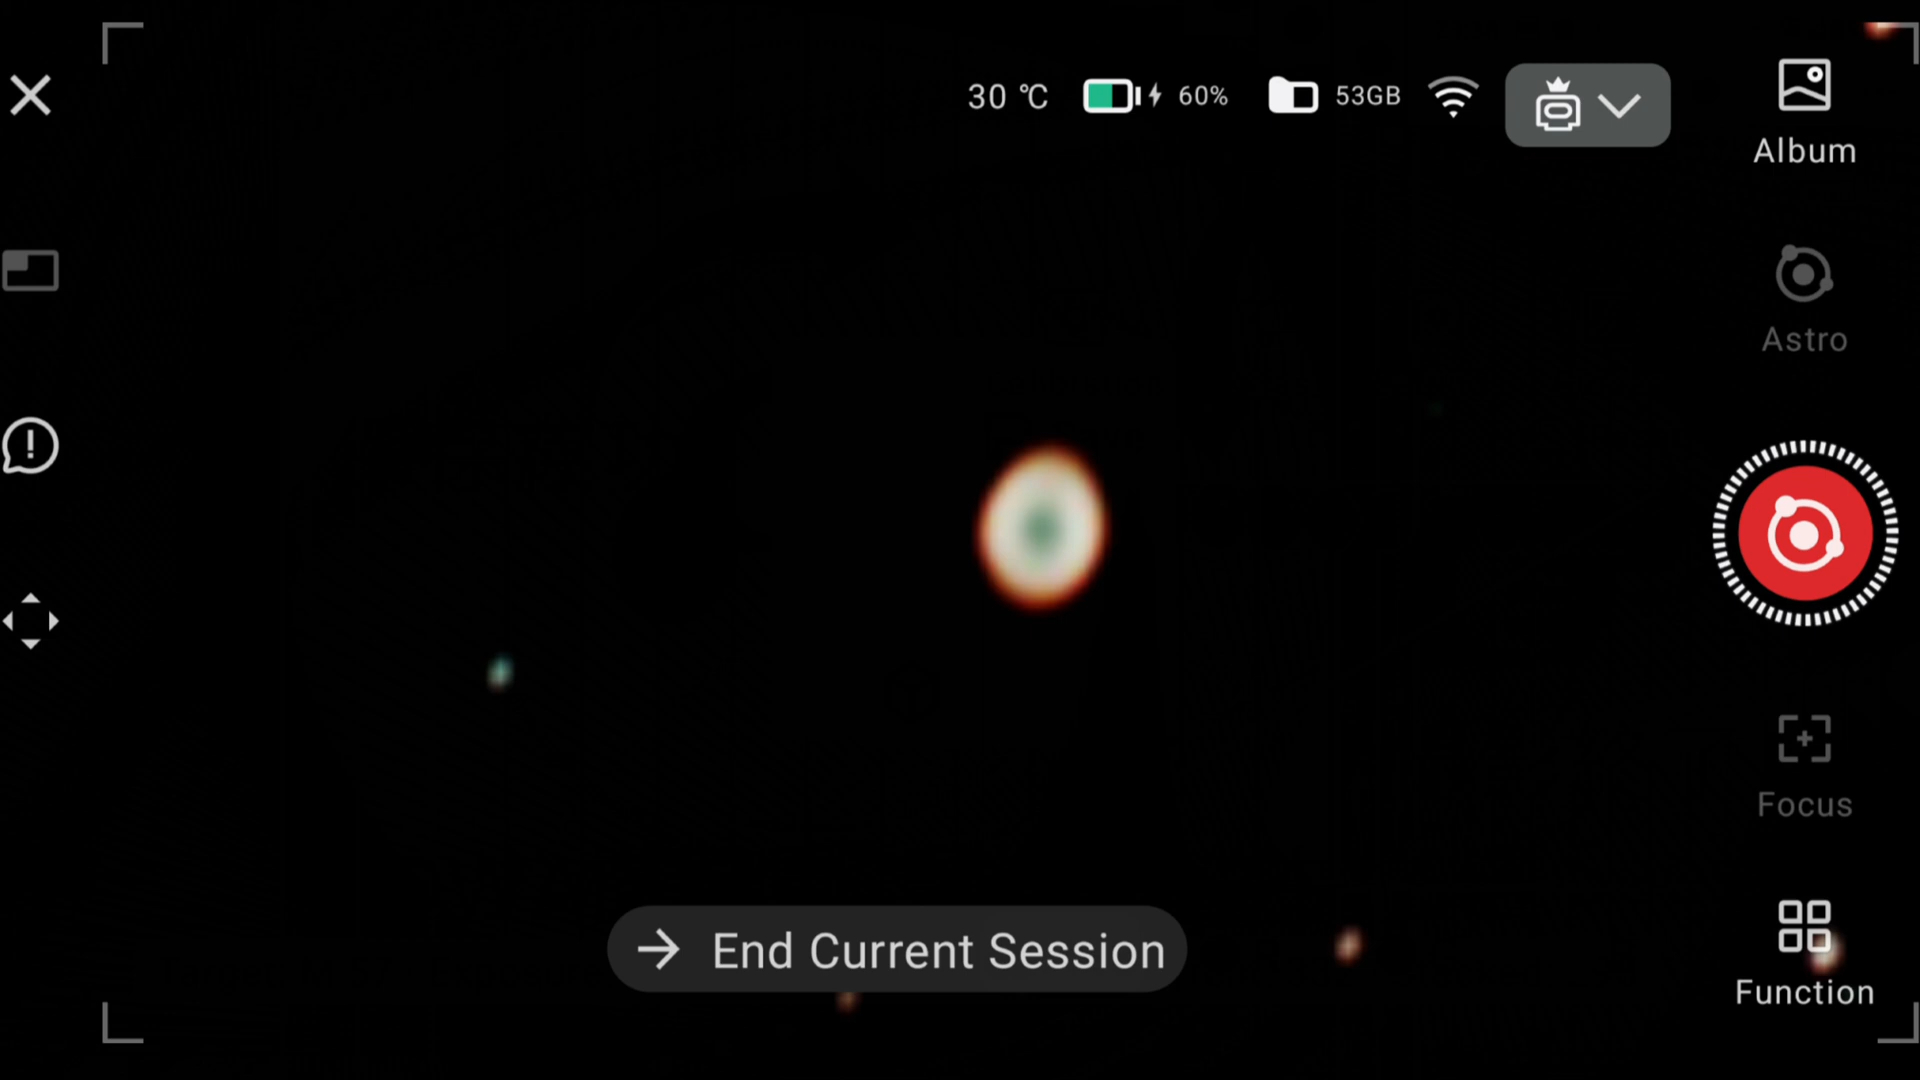 30 ℃
60%
53GB
Album
Astro
Focus
End Current Session
Function